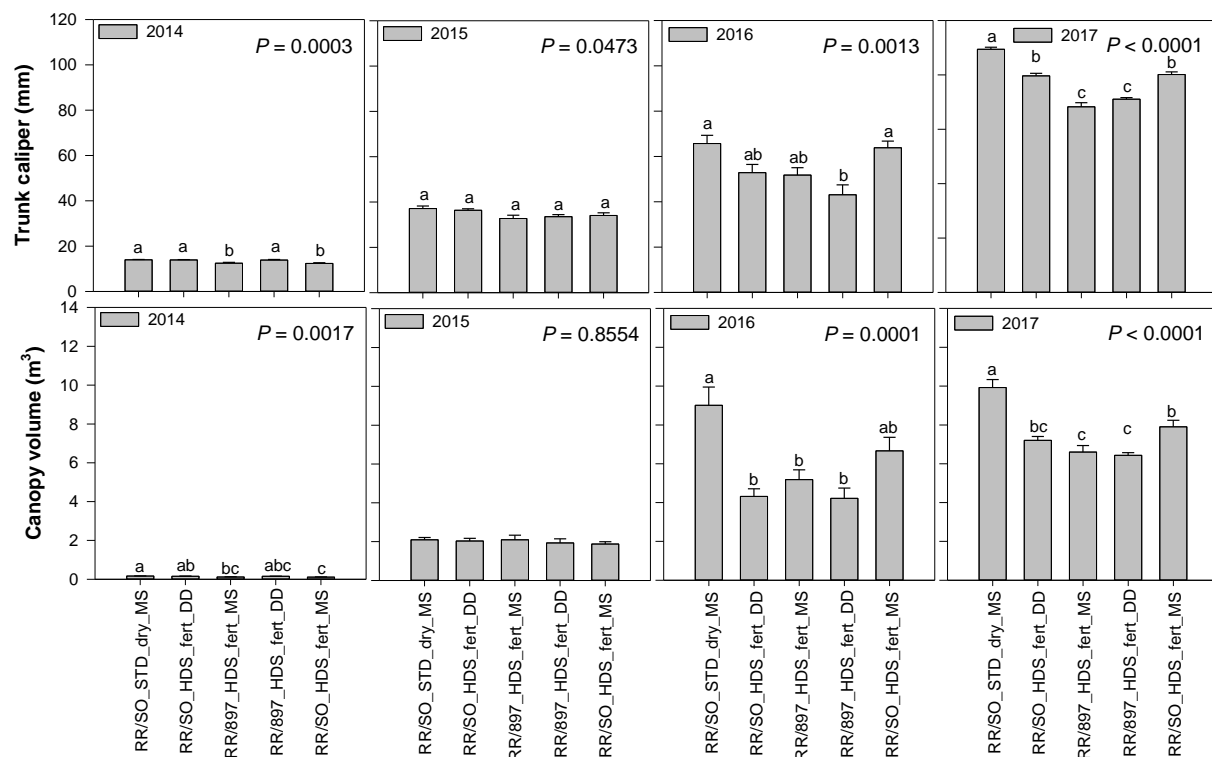 Trunk caliper (mm)
120
100
80
60
40
20
0
2014
P = 0.0003
a a b a b
2015
P = 0.0473
a a a a a
2016
P = 0.0013
a ab ab b a
2017
P < 0.0001
a b c c b
Canopy volume (m³)
14
12
10
8
6
4
2
0
2014
P = 0.0017
a ab bc abc c
2015
P = 0.8554
2016
P = 0.0001
a b b b ab
2017
P < 0.0001
a bc c c b
RR/SO_STD_dry_MS
RR/SO_HDS_fert_DD
RR/897_HDS_fert_MS
RR/897_HDS_fert_DD
RR/SO_HDS_fert_MS
RR/SO_STD_dry_MS
RR/SO_HDS_fert_DD
RR/897_HDS_fert_MS
RR/897_HDS_fert_DD
RR/SO_HDS_fert_MS
RR/SO_STD_dry_MS
RR/SO_HDS_fert_DD
RR/897_HDS_fert_MS
RR/897_HDS_fert_DD
RR/SO_HDS_fert_MS
RR/SO_STD_dry_MS
RR/SO_HDS_fert_DD
RR/897_HDS_fert_MS
RR/897_HDS_fert_DD
RR/SO_HDS_fert_MS